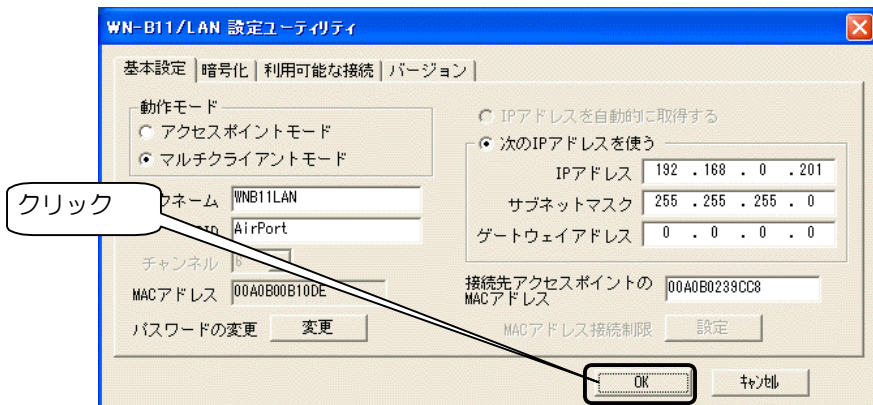 WN-B11/LAN 設定ユーティリティ
基本設定 暗号化 利用可能な接続 バージョン
動作モード
アクセスポイントモード
マルチクライアントモード
クリック
クネーム WNB11LAN
ID AirPort
チャンネル 6
MACアドレス 00A0B00B10DE
パスワードの変更 変更
IPアドレスを自動的に取得する
次のIPアドレスを使う
IPアドレス 192 . 168 . 0 . 201
サブネットマスク 255 . 255 . 255 . 0
ゲートウェイアドレス 0 . 0 . 0 . 0
接続先アクセスポイントの
MACアドレス 00A0B0239CC8
MACアドレス接続制限 設定
OK キャンセル